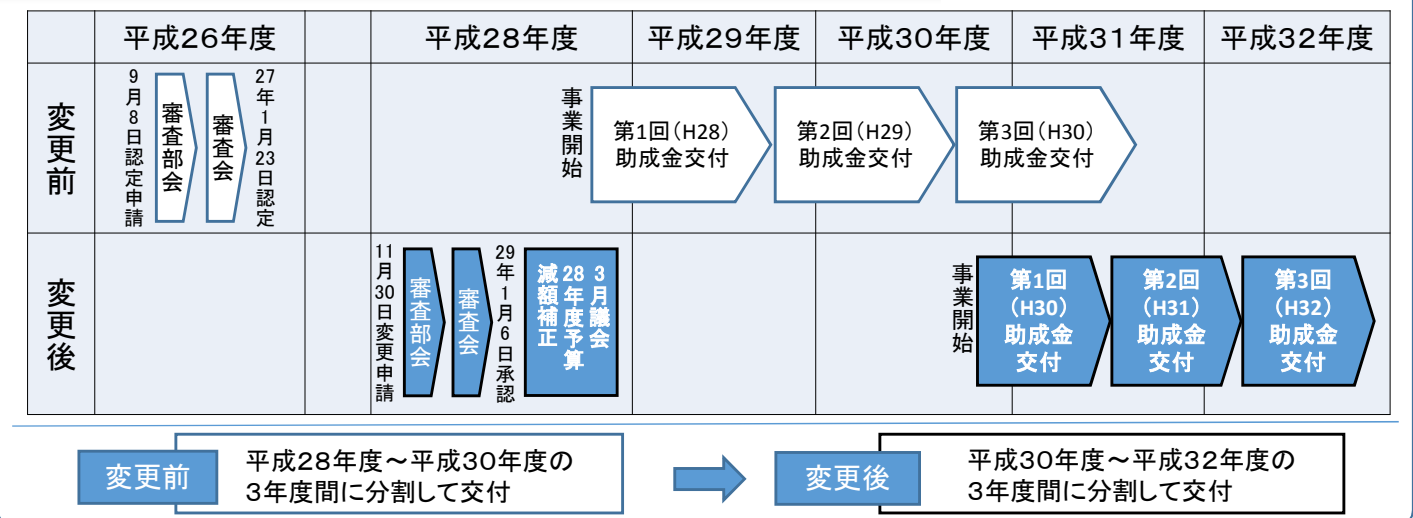 平成26年度
平成28年度
平成29年度
平成30年度
平成31年度
平成32年度
変更前
9月8日認定申請
審査部会
審査会
27年1月23日認定
事業開始
第1回（H28）
助成金交付
第2回（H29）
助成金交付
第3回（H30）
助成金交付
変更後
11月30日変更申請
審査部会
審査会
29年1月6日承認
3月議会
28年度予算
減額補正
事業開始
第1回
（H30）
助成金
交付
第2回
（H31）
助成金
交付
第3回
（H32）
助成金
交付
変更前
平成28年度～平成30年度の
3年度間に分割して交付
変更後
平成30年度～平成32年度の
3年度間に分割して交付